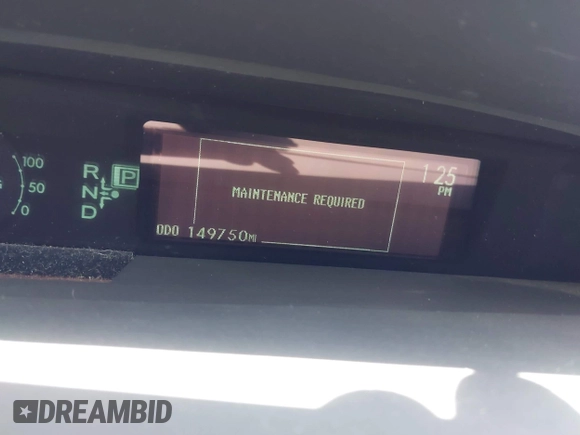 100
50
0
R P
N
D
1:25
PM
MAINTENANCE REQUIRED
ODO 149750MI
DREAMBID